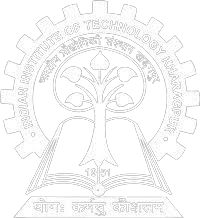 INDIAN INSTITUTE OF TECHNOLOGY KHARAGPUR
भारतीय प्रौद्योगिकी संस्थान खड़गपुर
1951
योगः कर्मसु कौशलम्